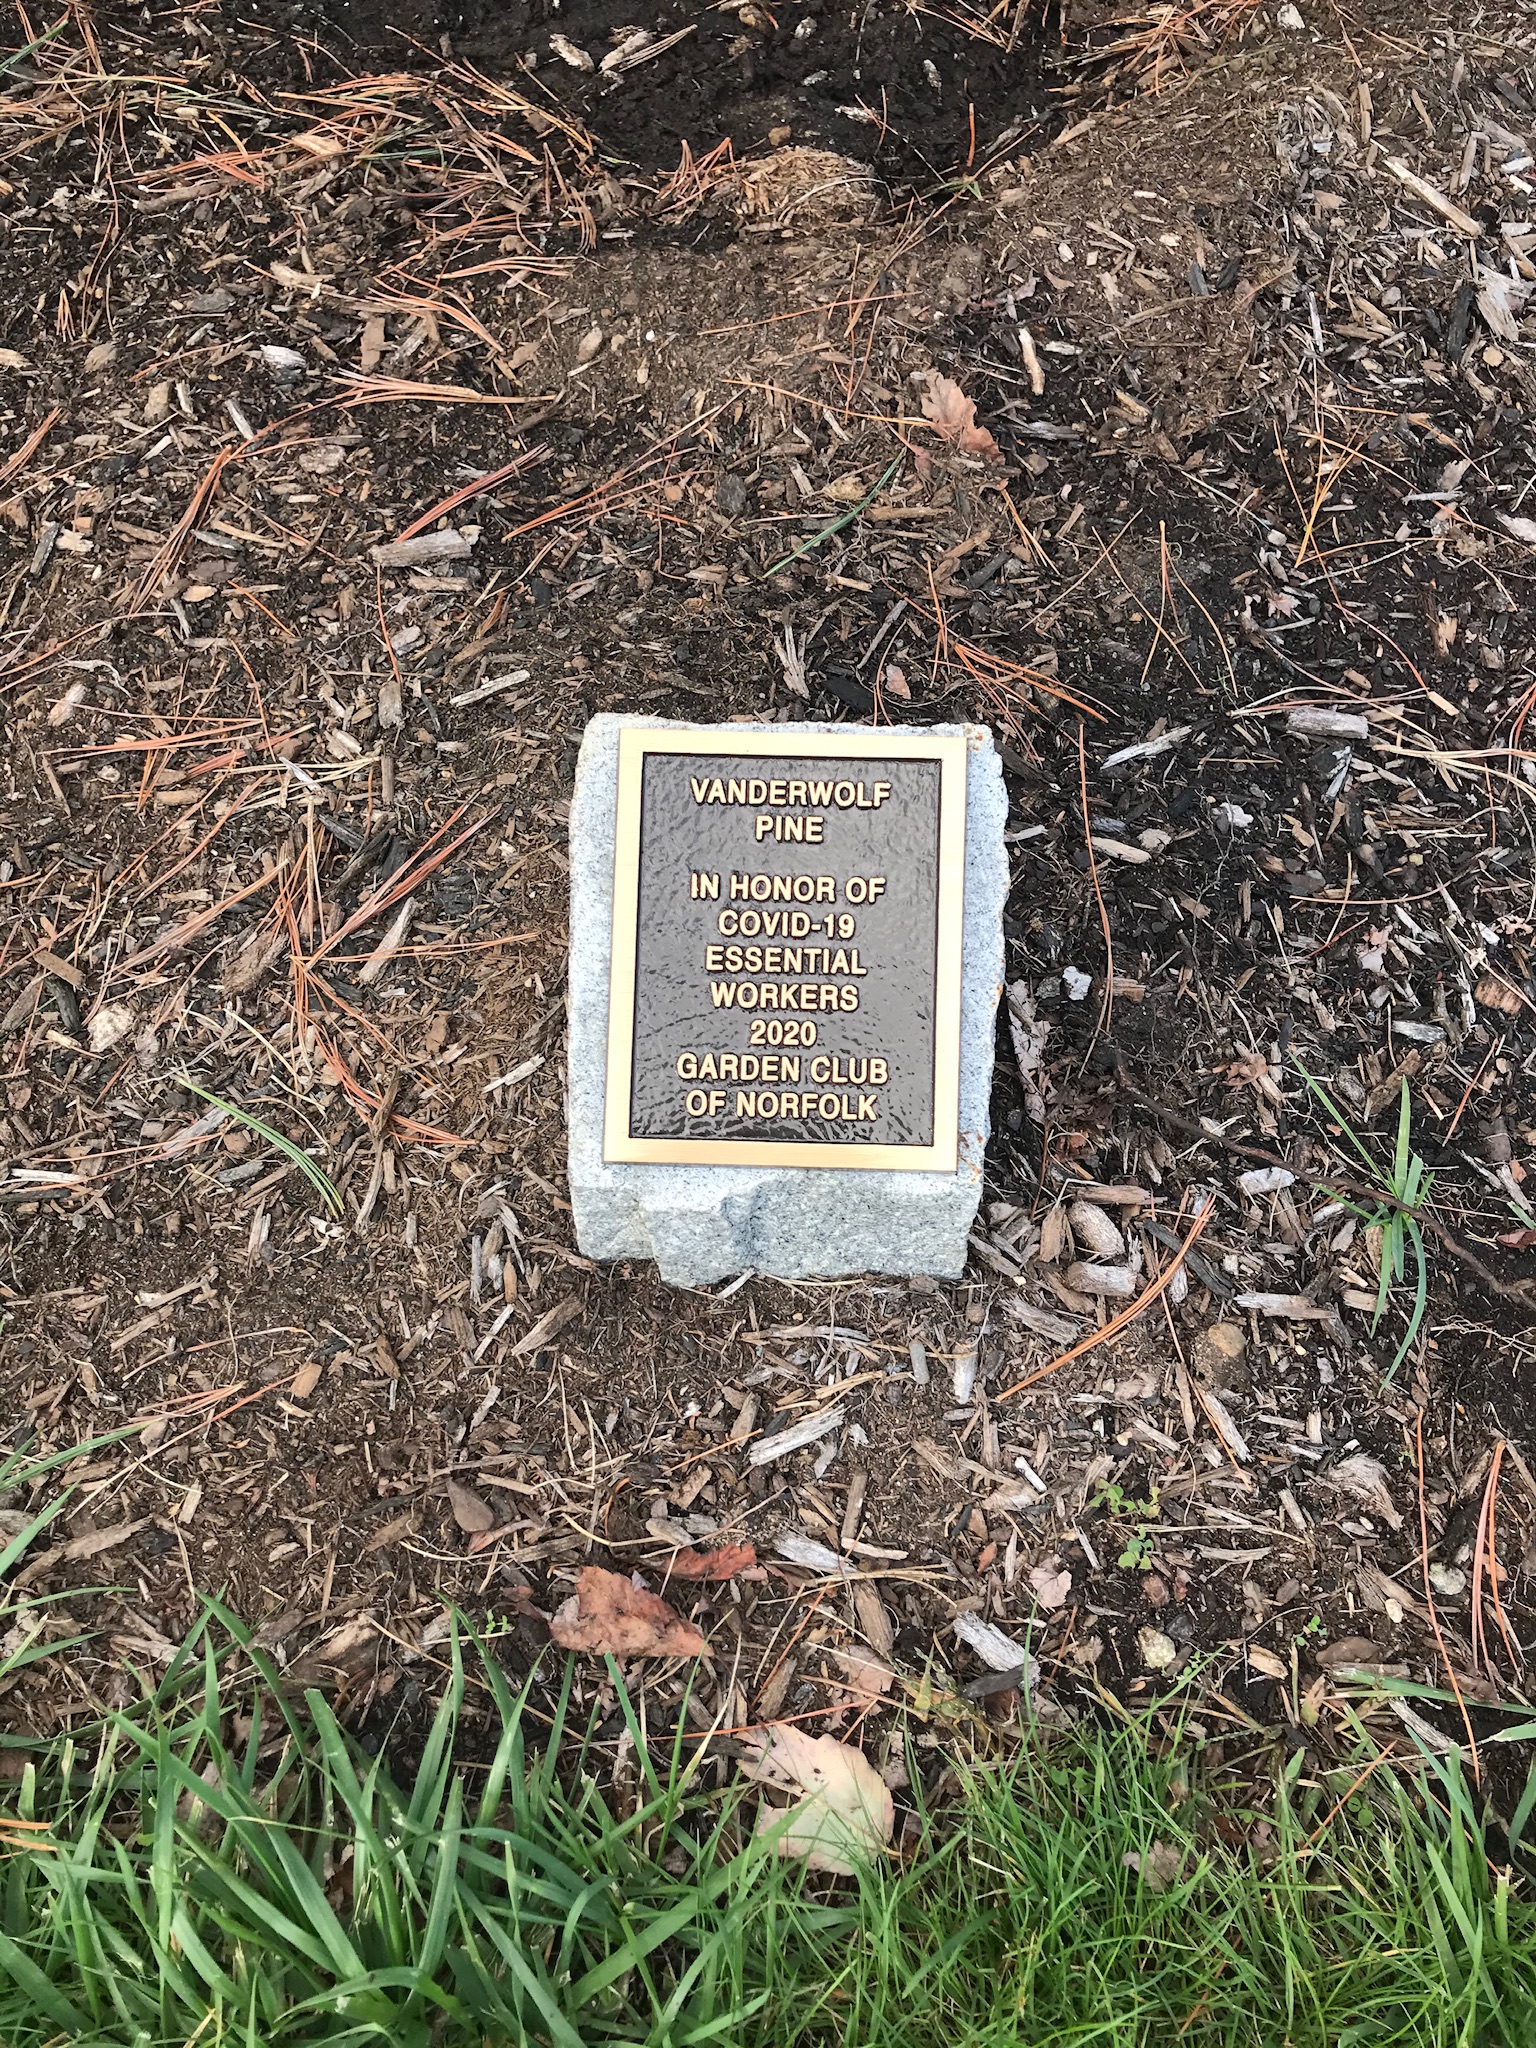 VANDERWOLF
PINE
IN HONOR OF
COVID-19
ESSENTIAL
WORKERS
2020
GARDEN CLUB
OF NORFOLK